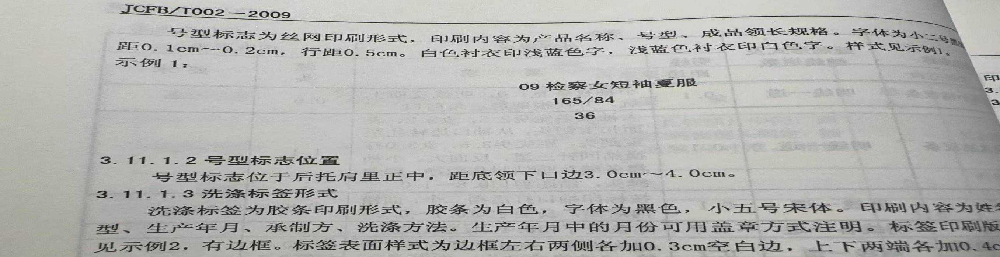 JCFB/T002—2009
号型标志为丝网印刷形式，印刷内容为产品名称、号型、成品领长规格。字体为小二号黑体
距0.1cm～0.2cm，行距0.5cm。白色衬衣印浅蓝色字，浅蓝色衬衣印白色字。样式见示例1。
示例 1：
09 检察女短袖夏服
165/84
36
3.11.1.2 号型标志位置
号型标志位于后托肩里正中，距底领下口边3.0cm～4.0cm。
3.11.1.3 洗涤标签形式
洗涤标签为胶条印刷形式，胶条为白色，字体为黑色，小五号宋体。印刷内容为姓
型、生产年月、承制方、洗涤方法。生产年月中的月份可用盖章方式注明。标签印刷版
见示例2，有边框。标签表面样式为边框左右两侧各加0.3cm空白边，上下两端各加0.4c
印
3.
3